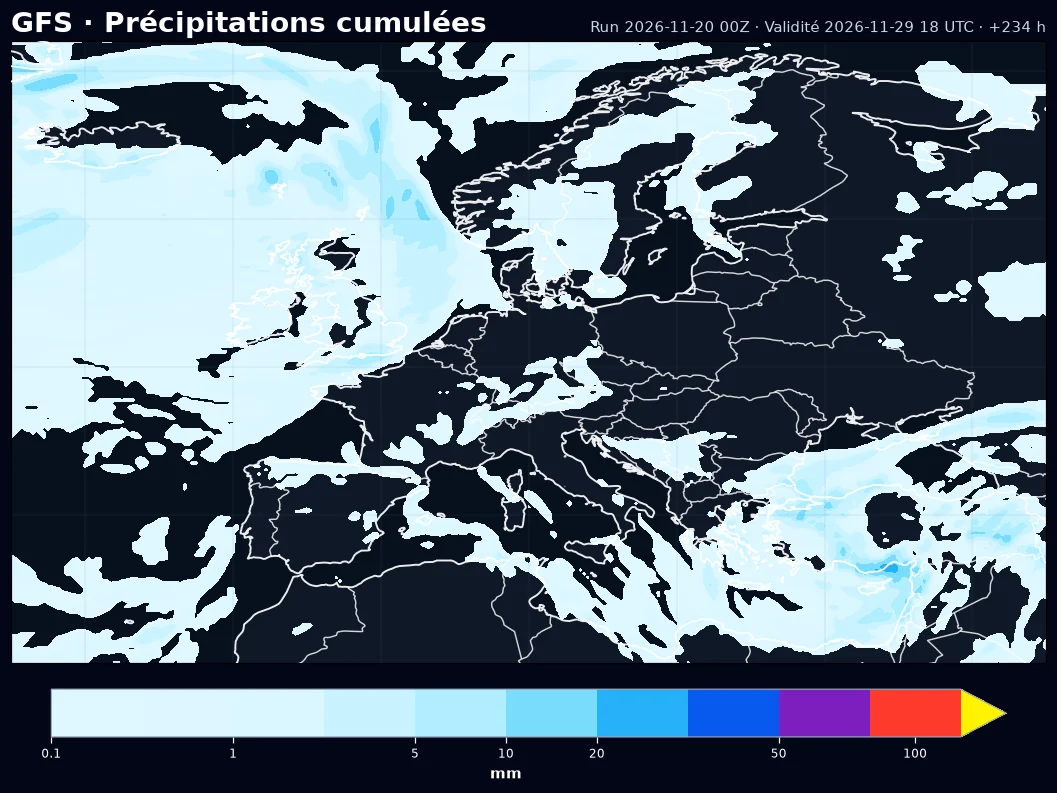 GFS · Précipitations cumulées
Run 2026-11-20 00Z · Validité 2026-11-29 18 UTC · +234 h
0.1 1 5 10 20 50 100
mm